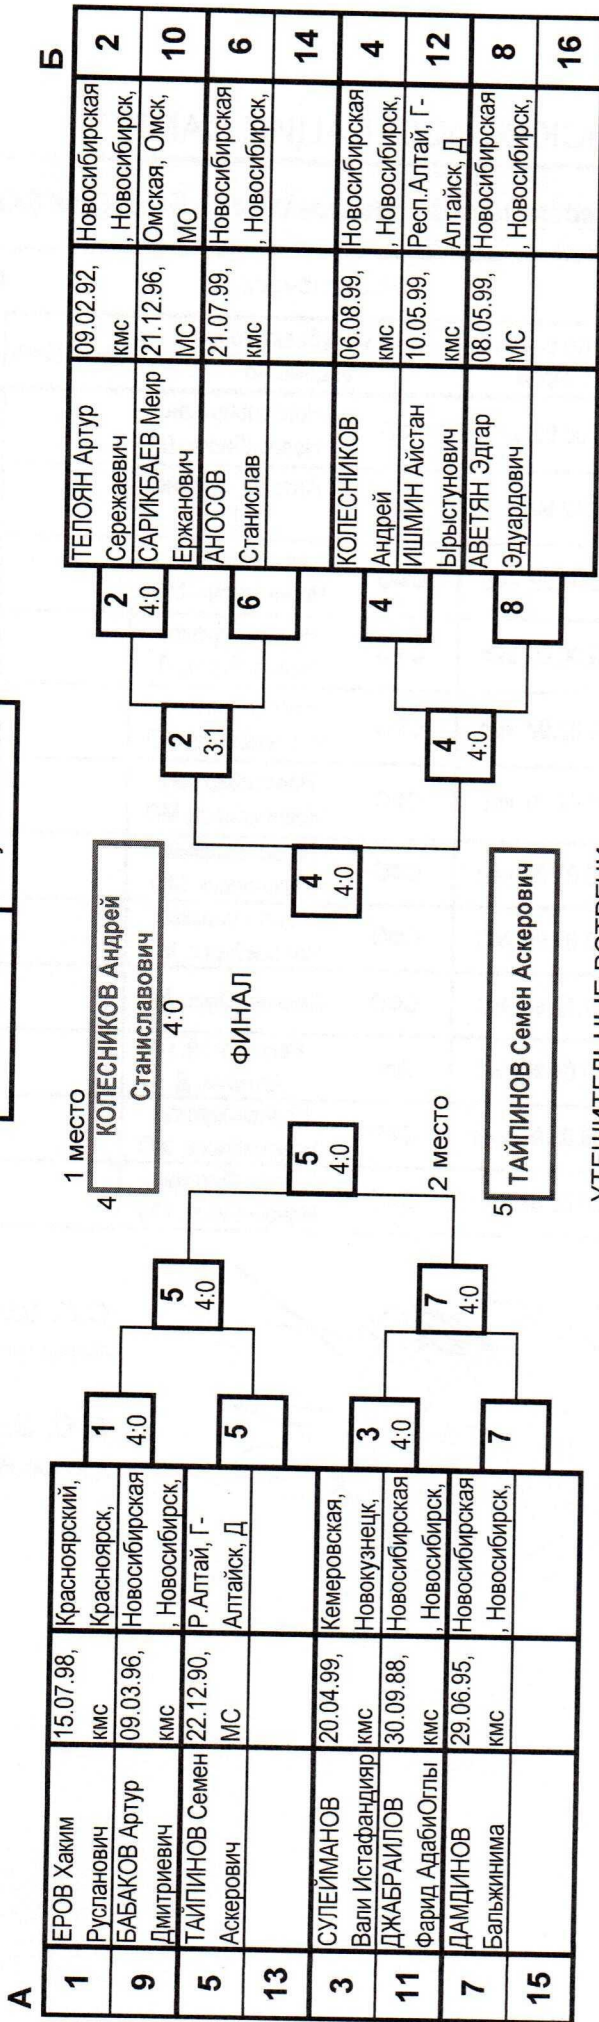 А
1
ЕРОВ Хаким
Русланович
15.07.98,
кмс
Красноярский,
Красноярск,
9
БАБАКОВ Артур
Дмитриевич
09.03.96,
кмс
Новосибирская
, Новосибирск,
5
ТАЙПИНОВ Семен
Аскерович
22.12.90,
МС
Р.Алтай, Г-
Алтайск, Д
13
3
СУЛЕЙМАНОВ
Вали Истафандияр
20.04.99,
кмс
Кемеровская,
Новокузнецк,
11
ДЖАБРАИЛОВ
Фарид АдабиОглы
30.09.88,
кмс
Новосибирская
, Новосибирск,
7
ДАМДИНОВ
Бальжинима
29.06.95,
кмс
Новосибирская
, Новосибирск,
15
1
4:0
5
3
4:0
7
5
4:0
7
4:0
5
4:0
1 место
4
КОЛЕСНИКОВ Андрей
Станиславович
4:0
ФИНАЛ
2 место
5
ТАЙПИНОВ Семен Аскерович
УТЕШИТЕЛЬНЫЕ ВСТРЕЧИ
4
4:0
2
3:1
4
4:0
2
4:0
6
4
8
Б
ТЕЛОЯН Артур
Сережаевич
09.02.92,
кмс
Новосибирская
, Новосибирск,
2
САРИКБАЕВ Меир
Ержанович
21.12.96,
МС
Омская, Омск,
МО
10
АНОСОВ
Станислав
21.07.99,
кмс
Новосибирская
, Новосибирск,
6
14
КОЛЕСНИКОВ
Андрей
06.08.99,
кмс
Новосибирская
, Новосибирск,
4
ИШМИН Айстан
Ырыстунович
10.05.99,
кмс
Респ.Алтай, Г-
Алтайск, Д
12
АВЕТЯН Эдгар
Эдуардович
08.05.99,
МС
Новосибирская
, Новосибирск,
8
16